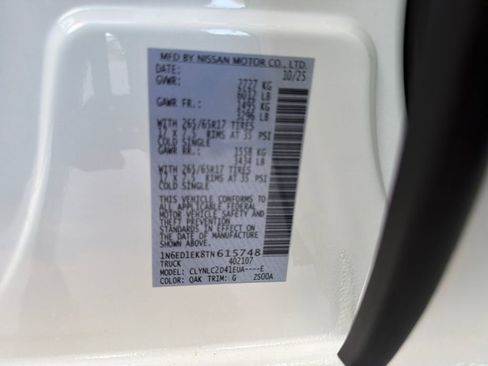 MFD BY NISSAN MOTOR CO., LTD.
DATE: 10/25
GVWR: 2727 KG
6012 LB
GAWR FR.: 1495 KG
3296 LB
WITH 265/65R17 TIRES
17 X 7.5 RIMS AT 35 PSI
COLD SINGLE
GAWR RR.: 1558 KG
3434 LB
WITH 265/65R17 TIRES
17 X 7.5 RIMS AT 35 PSI
COLD SINGLE
THIS VEHICLE CONFORMS TO
ALL APPLICABLE FEDERAL
MOTOR VEHICLE SAFETY AND THEFT
PREVENTION
STANDARDS IN EFFECT ON THE
DATE OF MANUFACTURE
SHOWN ABOVE.
1N6ED1EK8TN615748
TRUCK 402107
MODEL: CLYNLC2D41EUA----E
COLOR: QAK TRIM: G 2S00A